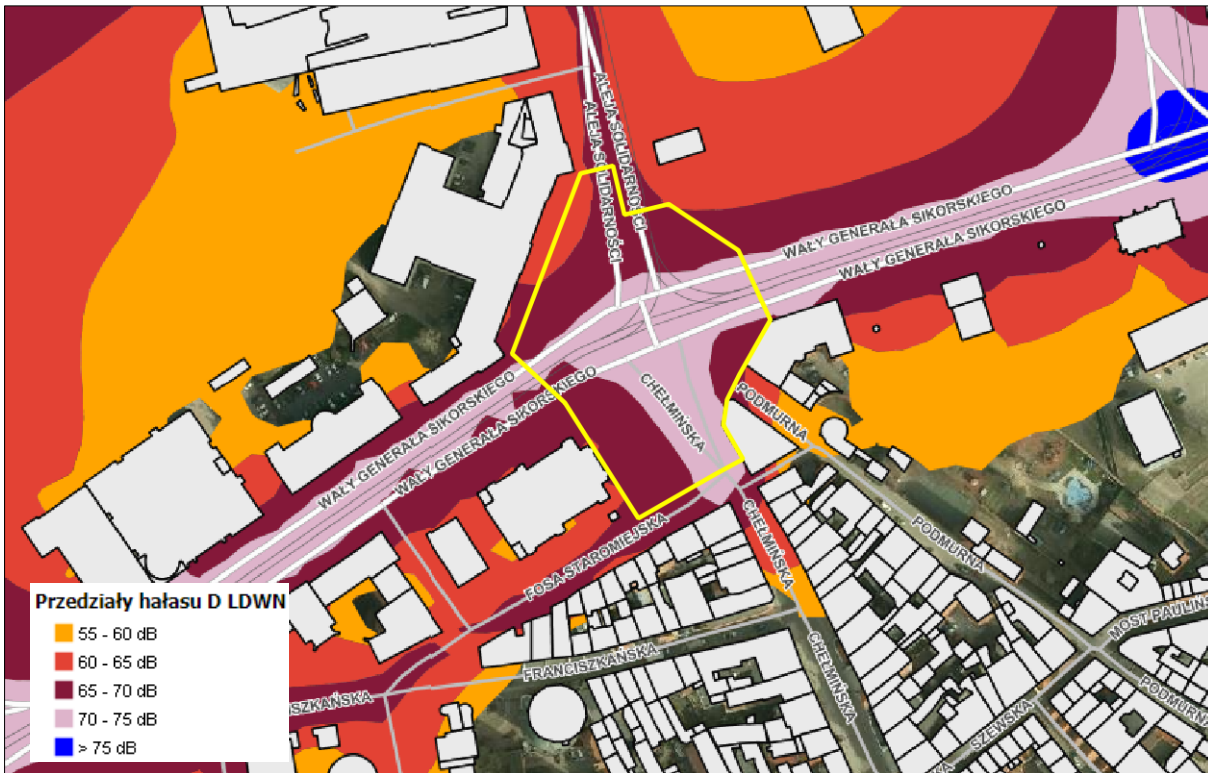 ALEJA SOLIDARNOŚCI
ALEJA SOLIDARNOŚCI
WAŁY GENERAŁA SIKORSKIEGO
WAŁY GENERAŁA SIKORSKIEGO
WAŁY GENERAŁA SIKORSKIEGO
WAŁY GENERAŁA SIKORSKIEGO
CHEŁMIŃSKA
PODMURNA
FOSA STAROMIEJSKA
CHEŁMIŃSKA
PODMURNA
FRANCISZKAŃSKA
CHEŁMIŃSKA
MOST PAULIN
SZEWSKA
PODMURNA
ISZKAŃSKA
Przedziały hałasu D LDWN
55 - 60 dB
60 - 65 dB
65 - 70 dB
70 - 75 dB
> 75 dB